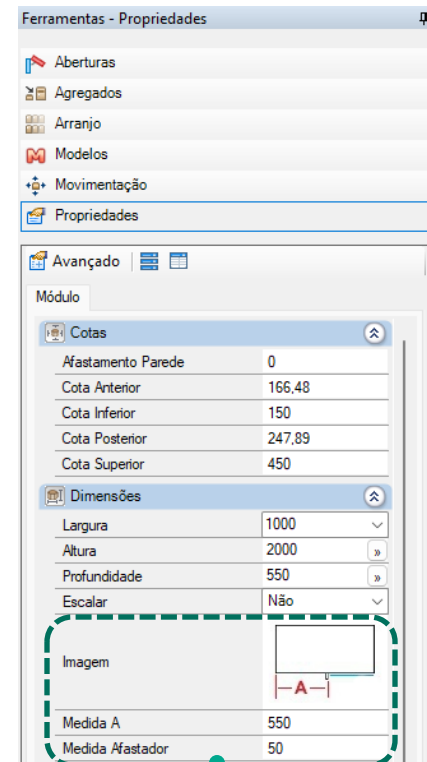 Ferramentas - Propriedades
Aberturas
Agregados
Arranjo
Modelos
Movimentação
Propriedades
Avançado
Módulo
Cotas
Afastamento Parede 0
Cota Anterior 166,48
Cota Inferior 150
Cota Posterior 247,89
Cota Superior 450
Dimensões
Largura 1000
Altura 2000
Profundidade 550
Escalar Não
Imagem
A
Medida A 550
Medida Afastador 50